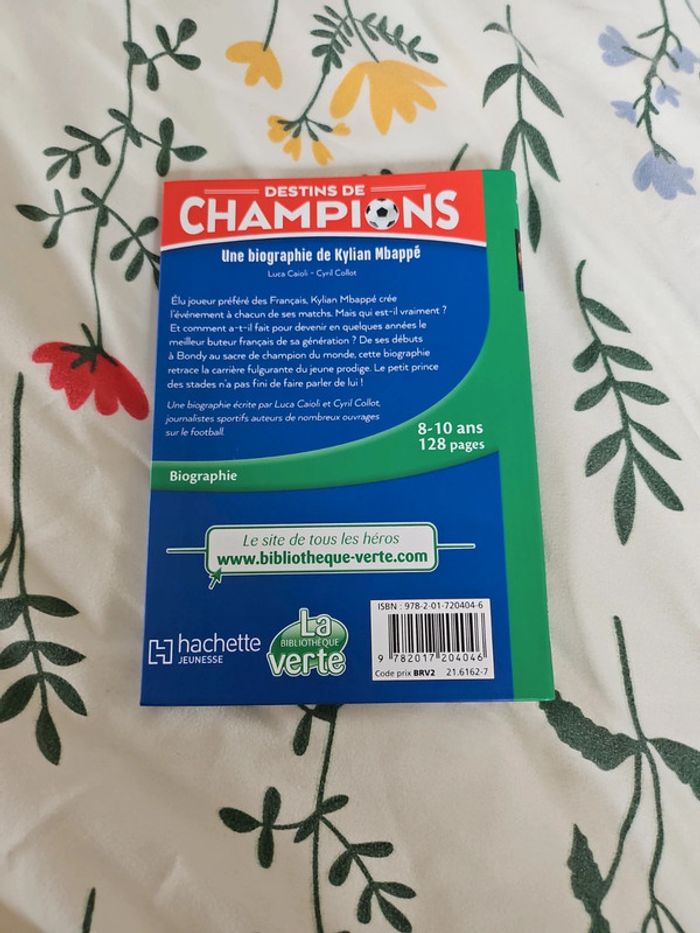 DESTINS DE
CHAMPIONS
Une biographie de Kylian Mbappé
Luca Caioli – Cyril Collot
Élu joueur préféré des Français, Kylian Mbappé crée
l'événement à chacun de ses matchs. Mais qui est-il vraiment ?
Et comment a-t-il fait pour devenir en quelques années le
meilleur buteur français de sa génération ? De ses débuts
à Bondy au sacre de champion du monde, cette biographie
retrace la carrière fulgurante du jeune prodige. Le petit prince
des stades n'a pas fini de faire parler de lui !
Une biographie écrite par Luca Caioli et Cyril Collot,
journalistes sportifs auteurs de nombreux ouvrages
sur le football.
8-10 ans
128 pages
Biographie
Le site de tous les héros
www.bibliotheque-verte.com
hachette
JEUNESSE
La
BIBLIOTHÈQUE
verte
ISBN : 978-2-01-720404-6
9 782017 204046
Code prix BRV2 21.6162-7